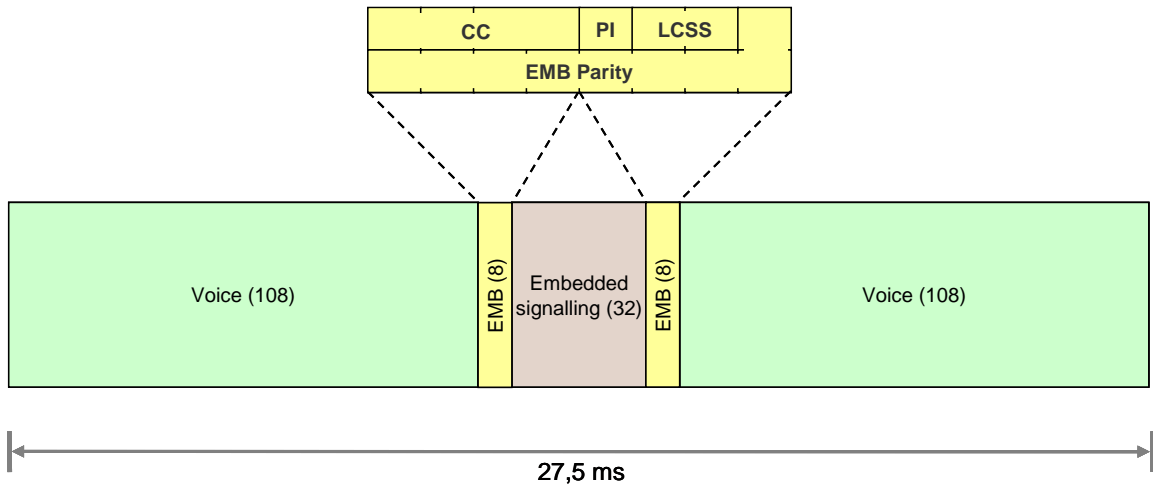 CC PI LCSS
EMB Parity
Voice (108)
EMB (8)
Embedded
signalling (32)
EMB (8)
Voice (108)
27,5 ms